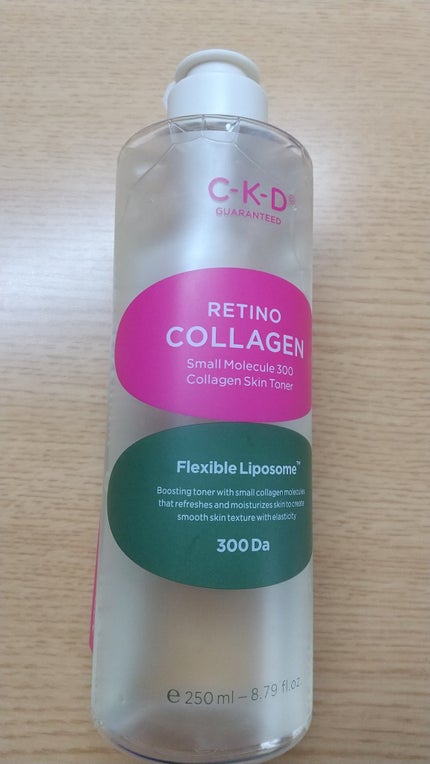 C-K-D®
GUARANTEED
RETINO
COLLAGEN
Small Molecule 300
Collagen Skin Toner
Flexible Liposome™
Boosting toner with small collagen molecules
that refreshes and moisturizes skin to create
smooth skin texture with elasticity
300 Da
℮ 250 ml – 8.79 fl.oz.